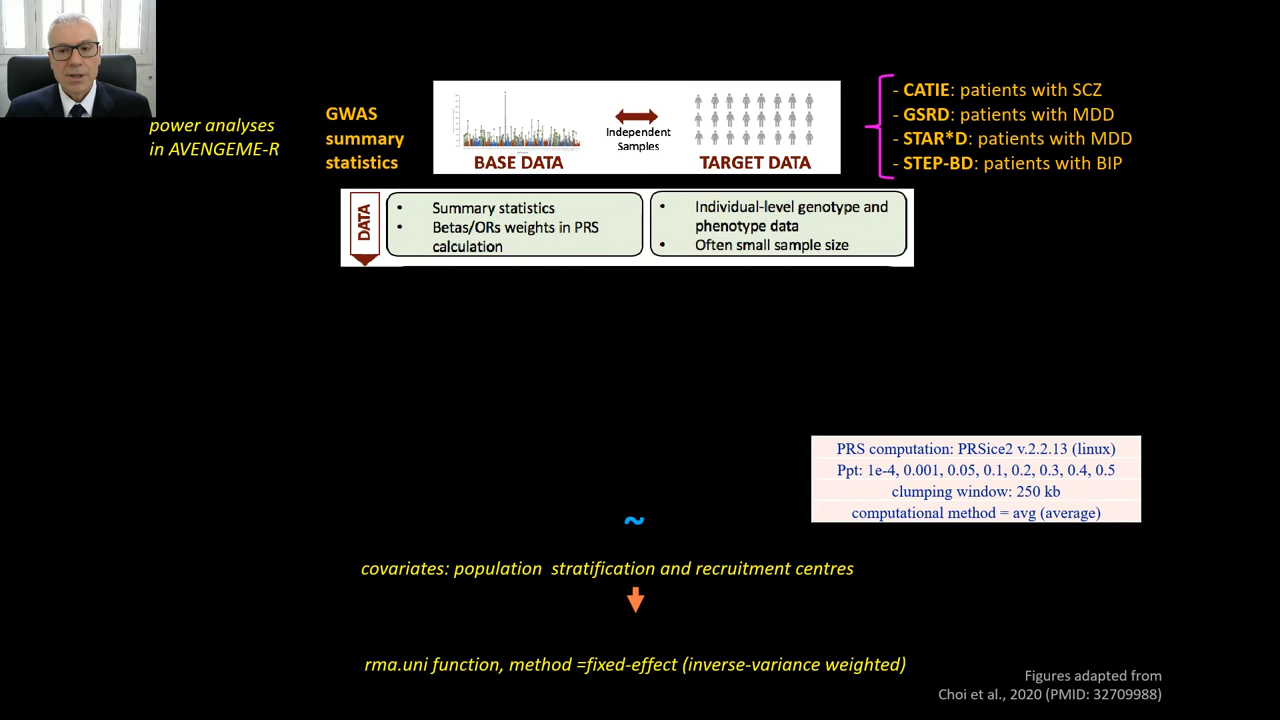 power analyses
in AVENGEME-R
GWAS
summary
statistics
BASE DATA
Independent
Samples
TARGET DATA
- CATIE: patients with SCZ
- GSRD: patients with MDD
- STAR*D: patients with MDD
- STEP-BD: patients with BIP
DATA
• Summary statistics
• Betas/ORs weights in PRS
calculation
• Individual-level genotype and
phenotype data
• Often small sample size
PRS computation: PRSice2 v.2.2.13 (linux)
Ppt: 1e-4, 0.001, 0.05, 0.1, 0.2, 0.3, 0.4, 0.5
clumping window: 250 kb
computational method = avg (average)
~
covariates: population stratification and recruitment centres
rma.uni function, method =fixed-effect (inverse-variance weighted)
Figures adapted from
Choi et al., 2020 (PMID: 32709988)